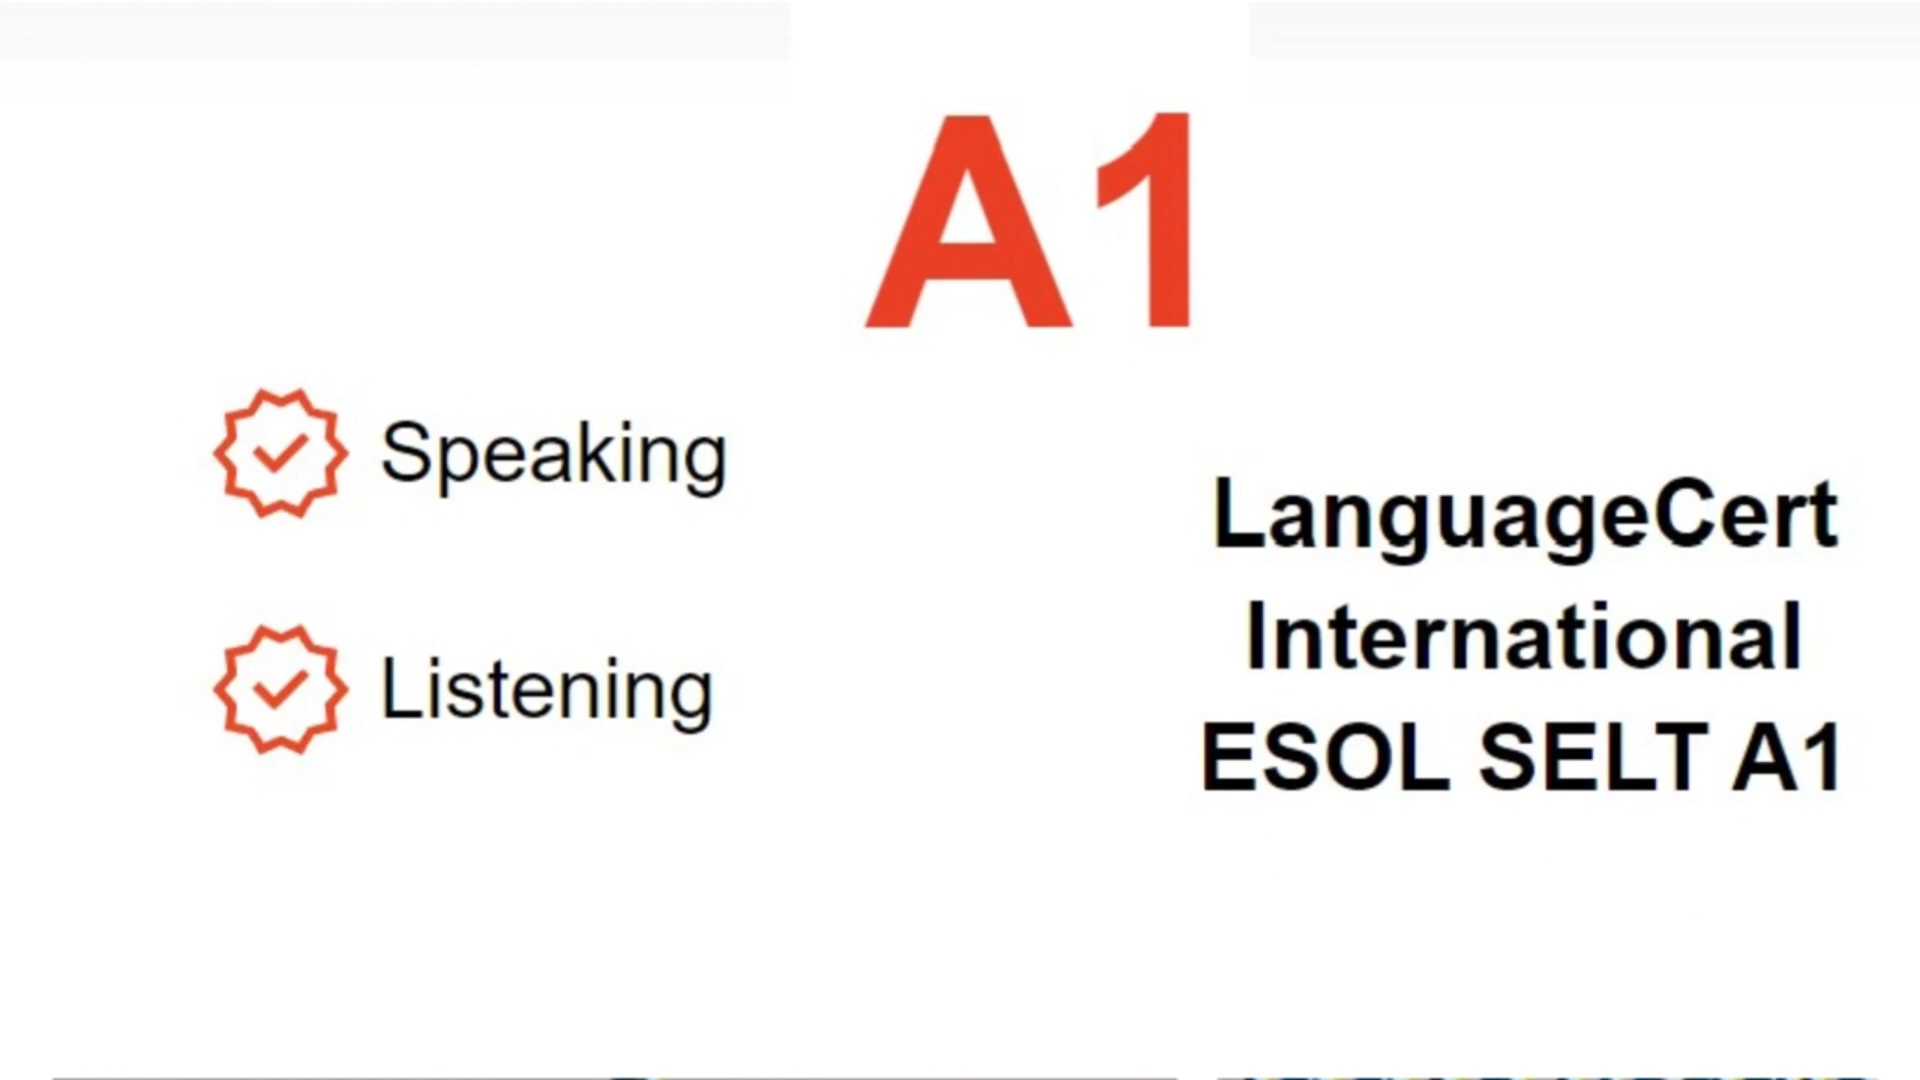 A1
Speaking
Listening
LanguageCert
International
ESOL SELT A1